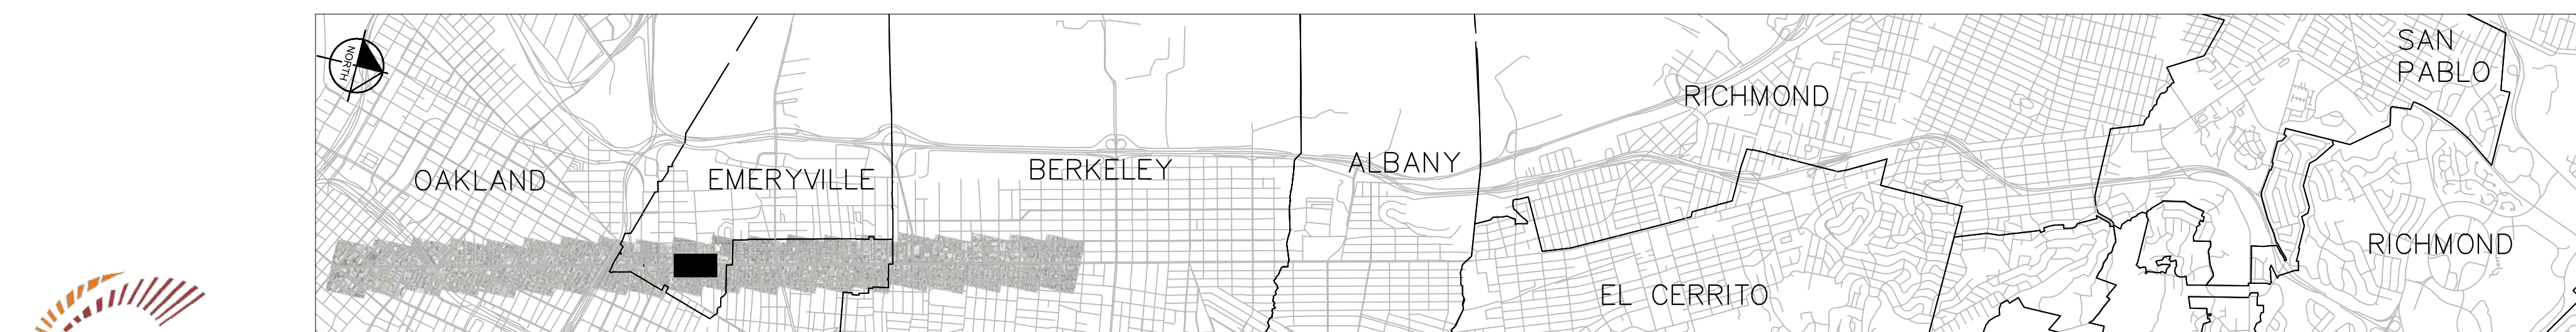 NORTH
OAKLAND
EMERYVILLE
BERKELEY
ALBANY
RICHMOND
SAN
PABLO
EL CERRITO
RICHMOND